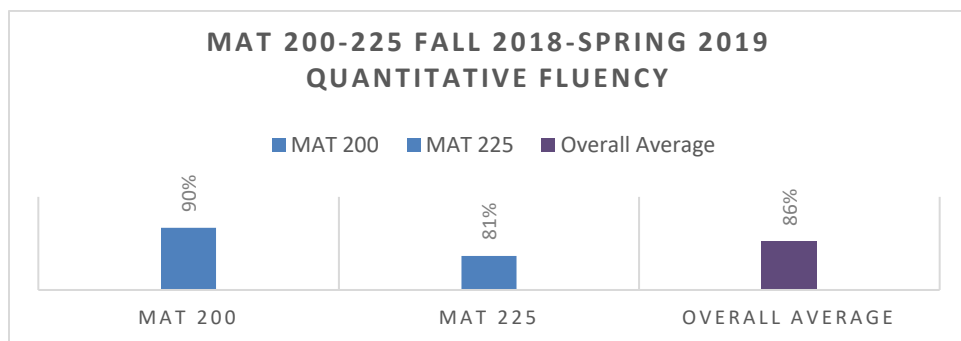 MAT 200-225 FALL 2018-SPRING 2019
QUANTITATIVE FLUENCY
MAT 200 MAT 225 Overall Average
90% 81% 86%
MAT 200 MAT 225 OVERALL AVERAGE